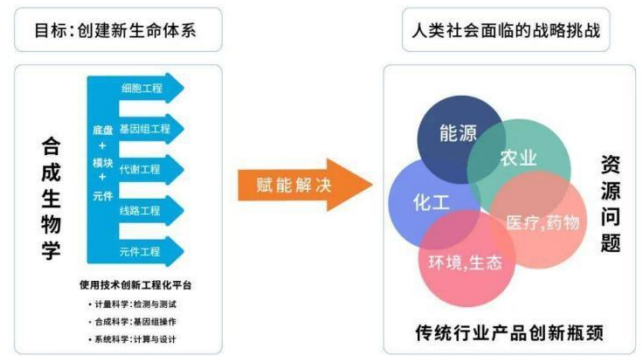 目标:创建新生命体系
人类社会面临的战略挑战
合成生物学
底盘
+
模块
+
元件
细胞工程
基因组工程
代谢工程
线路工程
元件工程
使用技术创新工程化平台
• 计量科学:检测与测试
• 合成科学:基因组操作
• 系统科学:计算与设计
赋能解决
能源
农业
化工
医疗,药物
环境,生态
资源问题
传统行业产品创新瓶颈